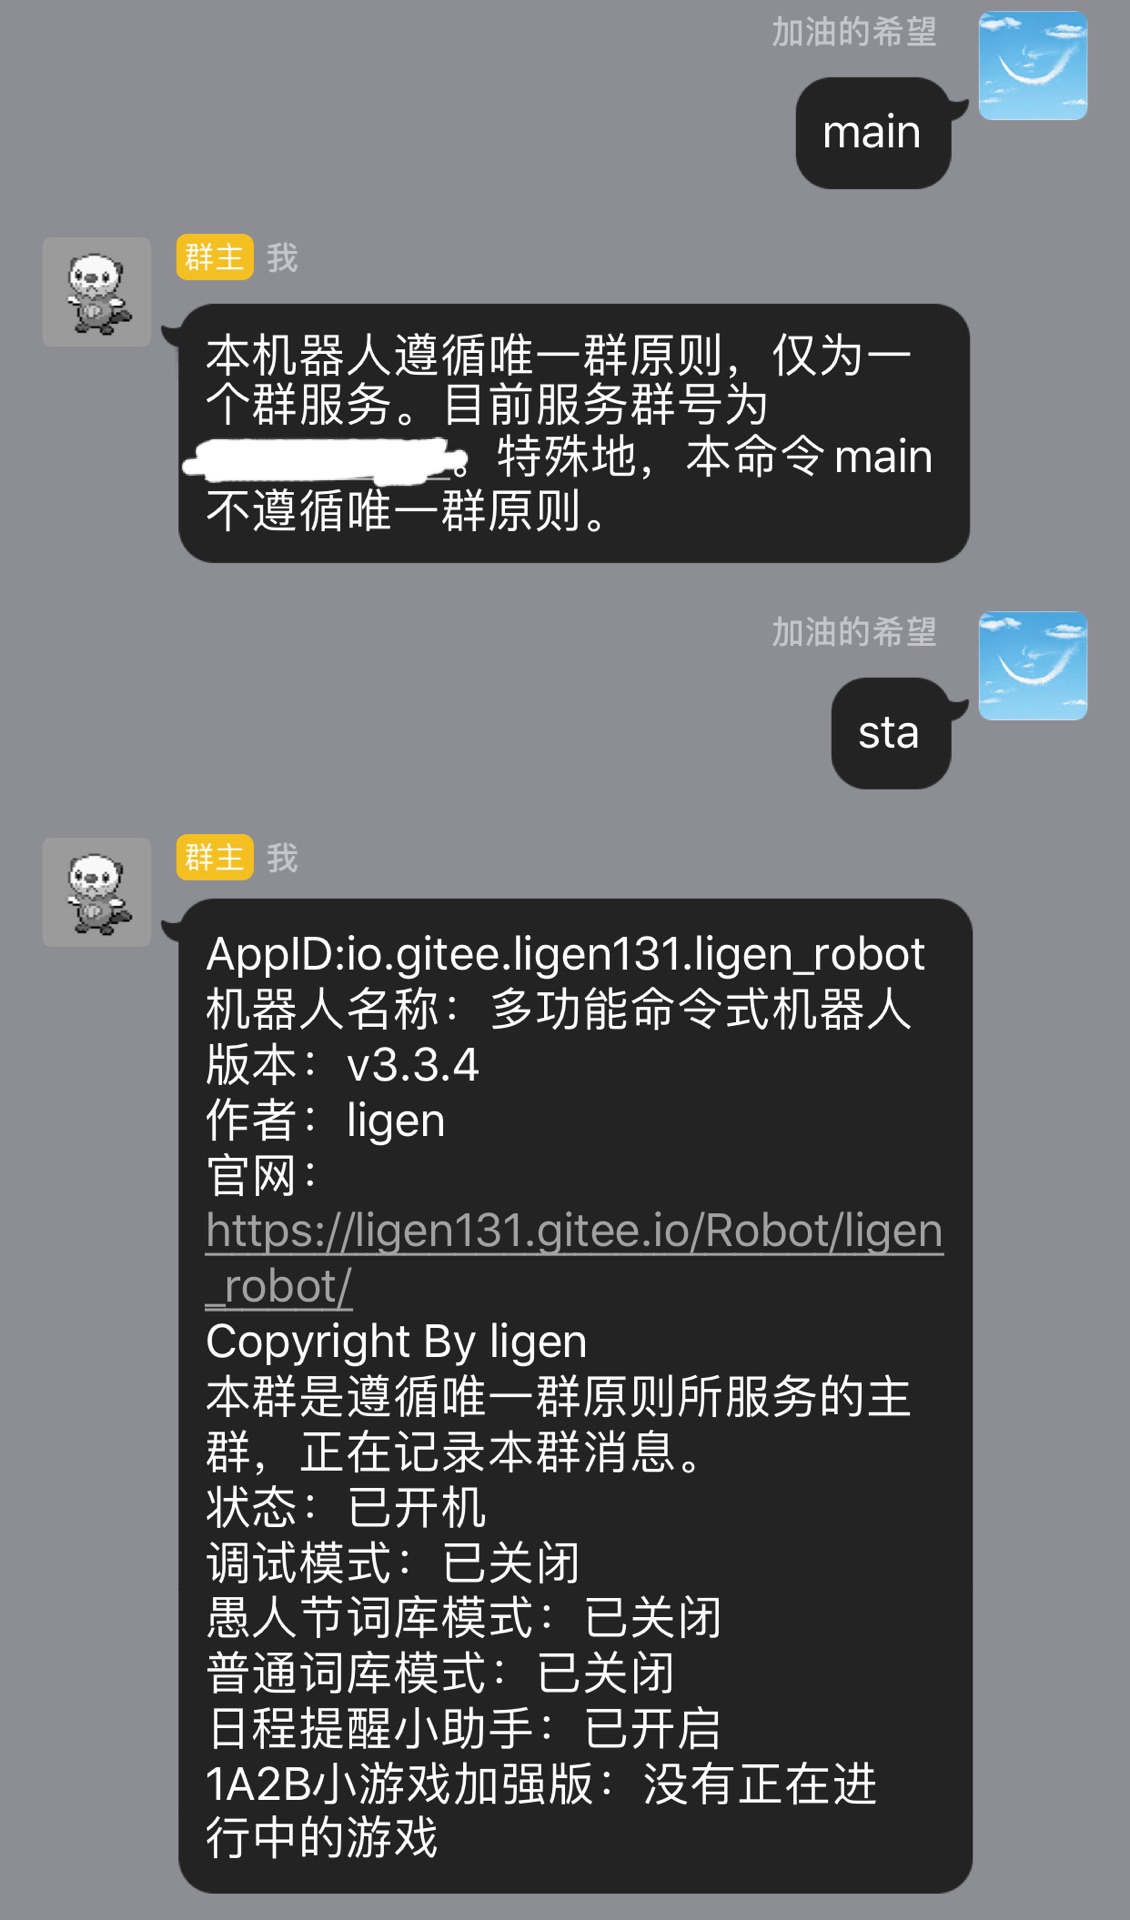 加油的希望
main
群主 我
本机器人遵循唯一群原则，仅为一
个群服务。目前服务群号为
。特殊地，本命令main
不遵循唯一群原则。
加油的希望
sta
群主 我
AppID:io.gitee.ligen131.ligen_robot
机器人名称：多功能命令式机器人
版本：v3.3.4
作者：ligen
官网：
https://ligen131.gitee.io/Robot/ligen
_robot/
Copyright By ligen
本群是遵循唯一群原则所服务的主
群，正在记录本群消息。
状态：已开机
调试模式：已关闭
愚人节词库模式：已关闭
普通词库模式：已关闭
日程提醒小助手：已开启
1A2B小游戏加强版：没有正在进
行中的游戏